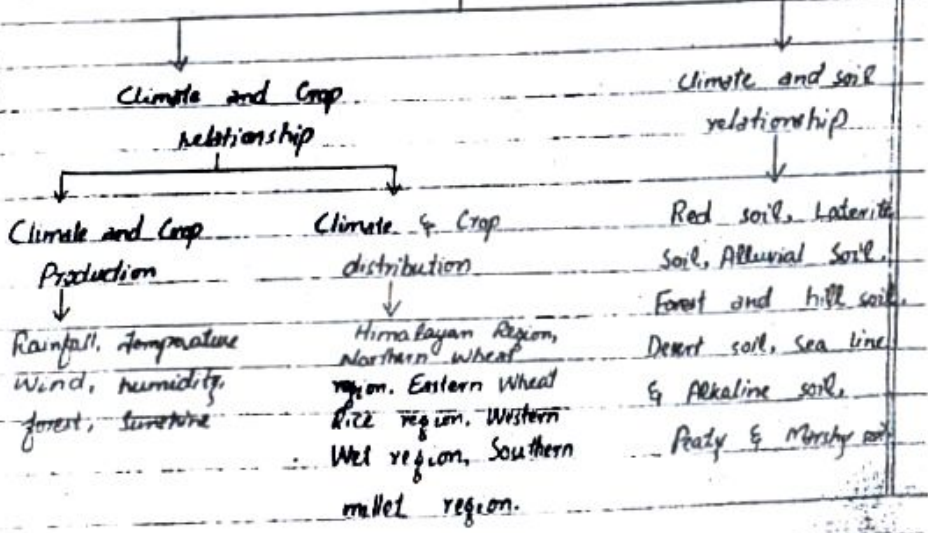 Climate and Crop
relationship
Climate and Crop
Production
Rainfall, temperature
Wind, humidity,
forest, Sunshine
Climate & Crop
distribution
Himalayan Region,
Northern Wheat
region. Eastern Wheat
Rice region, Western
Wet region, Southern
millet region.
Climate and soil
relationship
Red soil, Laterite
Soil, Alluvial Soil,
Forest and hill soil,
Desert soil, Sea line
& Alkaline soil,
Peaty & Marshy soil